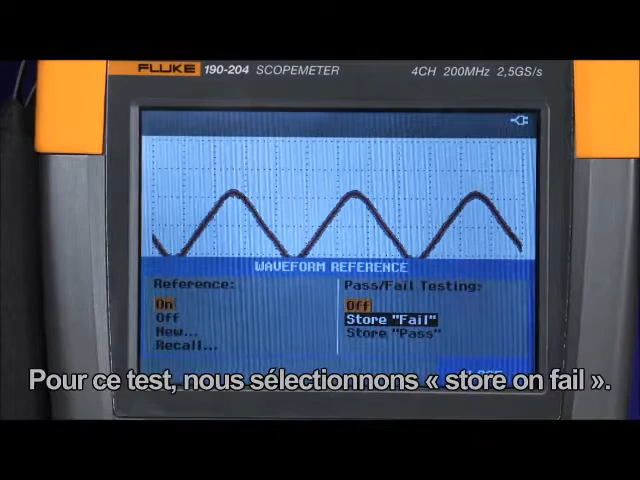 FLUKE 190-204 SCOPEMETER 4CH 200MHz 2,5GS/s
WAVEFORM REFERENCE
Reference: Pass/Fail Testing:
On Off
Off Store "Fail"
New... Store "Pass"
Recall...
Pour ce test, nous sélectionnons « store on fail ».